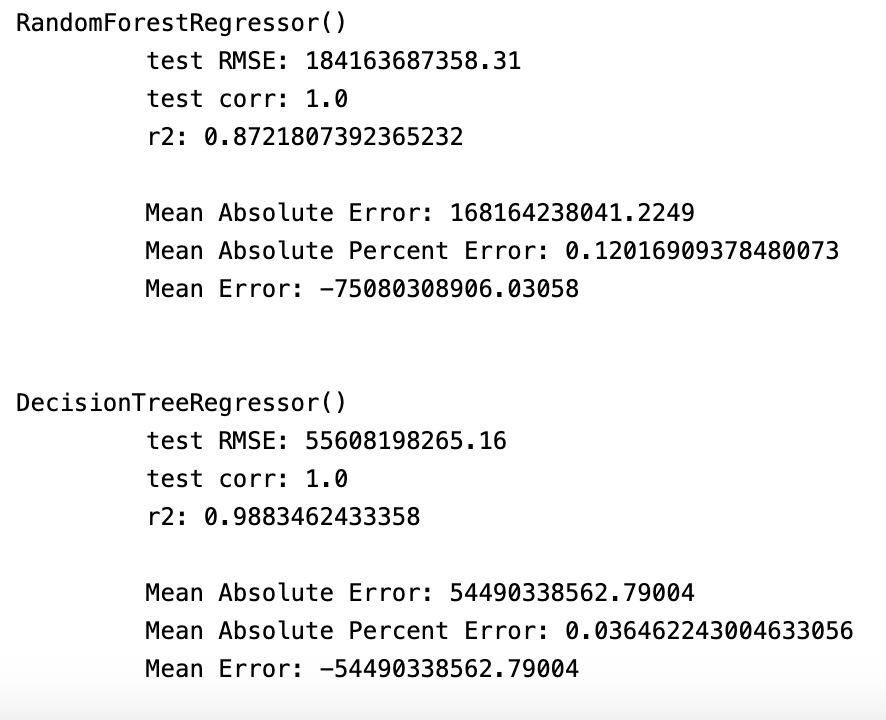 RandomForestRegressor()
test RMSE: 184163687358.31
test corr: 1.0
r2: 0.8721807392365232
Mean Absolute Error: 168164238041.2249
Mean Absolute Percent Error: 0.12016909378480073
Mean Error: -75080308906.03058
DecisionTreeRegressor()
test RMSE: 55608198265.16
test corr: 1.0
r2: 0.9883462433358
Mean Absolute Error: 54490338562.79004
Mean Absolute Percent Error: 0.036462243004633056
Mean Error: -54490338562.79004